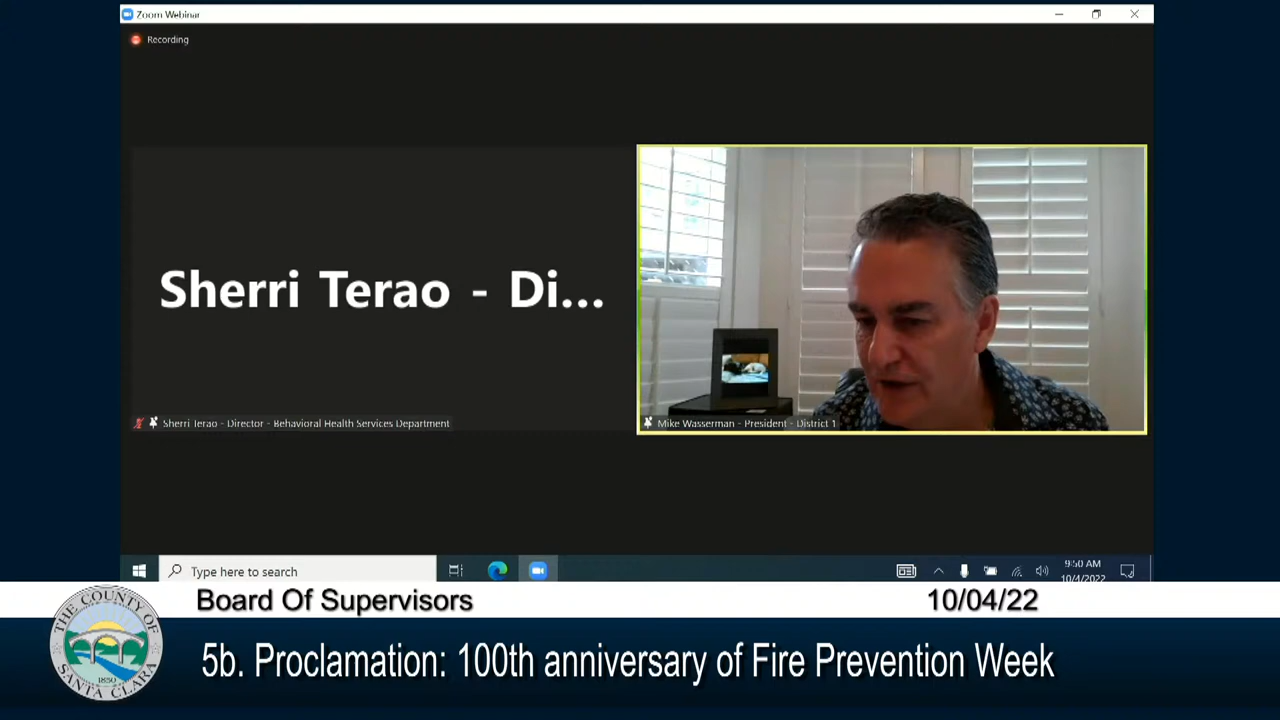 Zoom Webinar
Recording
Sherri Terao - Di...
Sherri Terao - Director - Behavioral Health Services Department
Mike Wasserman - President - District 1
Type here to search
9:50 AM
10/4/2022
Board Of Supervisors
10/04/22
THE COUNTY OF
SANTA CLARA
1850
5b. Proclamation: 100th anniversary of Fire Prevention Week